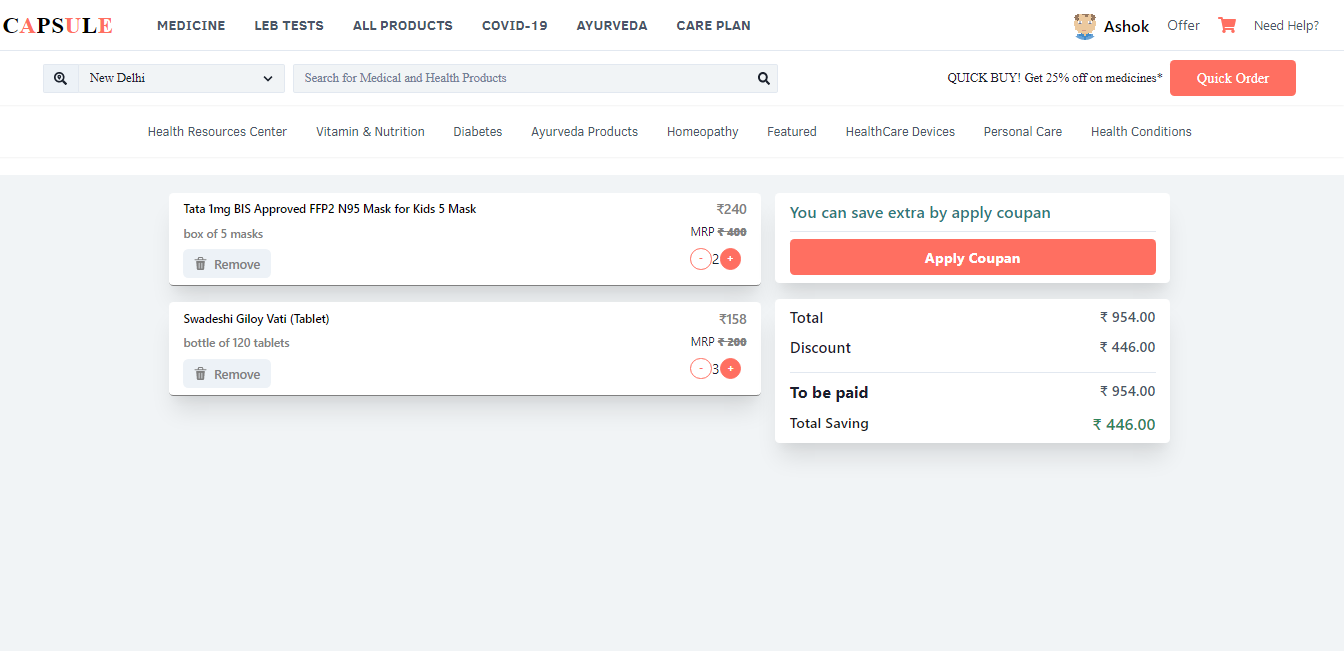 CAPSULE MEDICINE LEB TESTS ALL PRODUCTS COVID-19 AYURVEDA CARE PLAN Ashok Offer Need Help?
New Delhi Search for Medical and Health Products QUICK BUY! Get 25% off on medicines* Quick Order
Health Resources Center Vitamin & Nutrition Diabetes Ayurveda Products Homeopathy Featured HealthCare Devices Personal Care Health Conditions
Tata 1mg BIS Approved FFP2 N95 Mask for Kids 5 Mask ₹240
box of 5 masks MRP ₹ 400
Remove - 2 +
Swadeshi Giloy Vati (Tablet) ₹158
bottle of 120 tablets MRP ₹ 200
Remove - 3 +
You can save extra by apply coupan
Apply Coupan
Total ₹ 954.00
Discount ₹ 446.00
To be paid ₹ 954.00
Total Saving ₹ 446.00